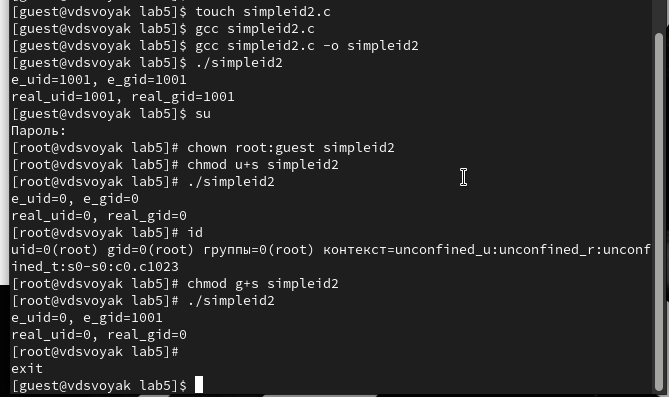 [guest@vdsvoyak lab5]$ touch simpleid2.c
[guest@vdsvoyak lab5]$ gcc simpleid2.c
[guest@vdsvoyak lab5]$ gcc simpleid2.c -o simpleid2
[guest@vdsvoyak lab5]$ ./simpleid2
e_uid=1001, e_gid=1001
real_uid=1001, real_gid=1001
[guest@vdsvoyak lab5]$ su
Пароль:
[root@vdsvoyak lab5]# chown root:guest simpleid2
[root@vdsvoyak lab5]# chmod u+s simpleid2
[root@vdsvoyak lab5]# ./simpleid2
e_uid=0, e_gid=0
real_uid=0, real_gid=0
[root@vdsvoyak lab5]# id
uid=0(root) gid=0(root) группы=0(root) контекст=unconfined_u:unconfined_r:unconf
ined_t:s0-s0:c0.c1023
[root@vdsvoyak lab5]# chmod g+s simpleid2
[root@vdsvoyak lab5]# ./simpleid2
e_uid=0, e_gid=1001
real_uid=0, real_gid=0
[root@vdsvoyak lab5]#
exit
[guest@vdsvoyak lab5]$